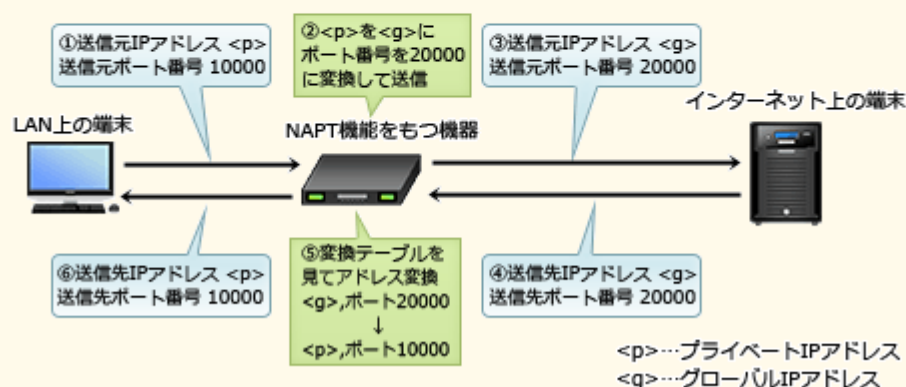 ①送信元IPアドレス <p>
送信元ポート番号 10000
②<p>を<g>に
ポート番号を20000
に変換して送信
③送信元IPアドレス <g>
送信元ポート番号 20000
LAN上の端末
NAPT機能をもつ機器
インターネット上の端末
⑥送信先IPアドレス <p>
送信先ポート番号 10000
⑤変換テーブルを
見てアドレス変換
<g>,ポート20000
↓
<p>,ポート10000
④送信先IPアドレス <g>
送信先ポート番号 20000
<p>…プライベートIPアドレス
<g>…グローバルIPアドレス